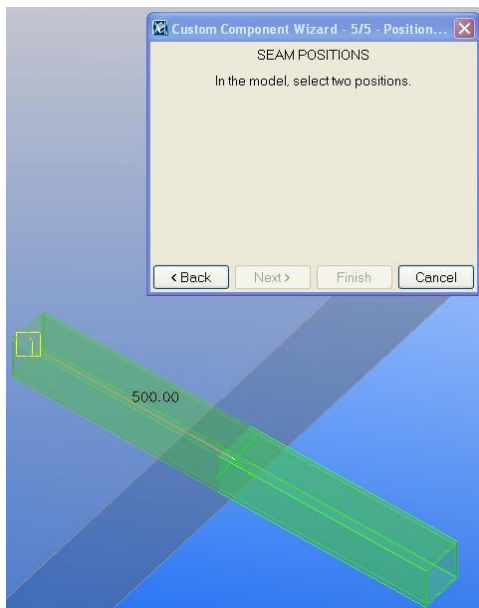 Custom Component Wizard - 5/5 - Position...
SEAM POSITIONS
In the model, select two positions.
< Back
Next >
Finish
Cancel
500.00